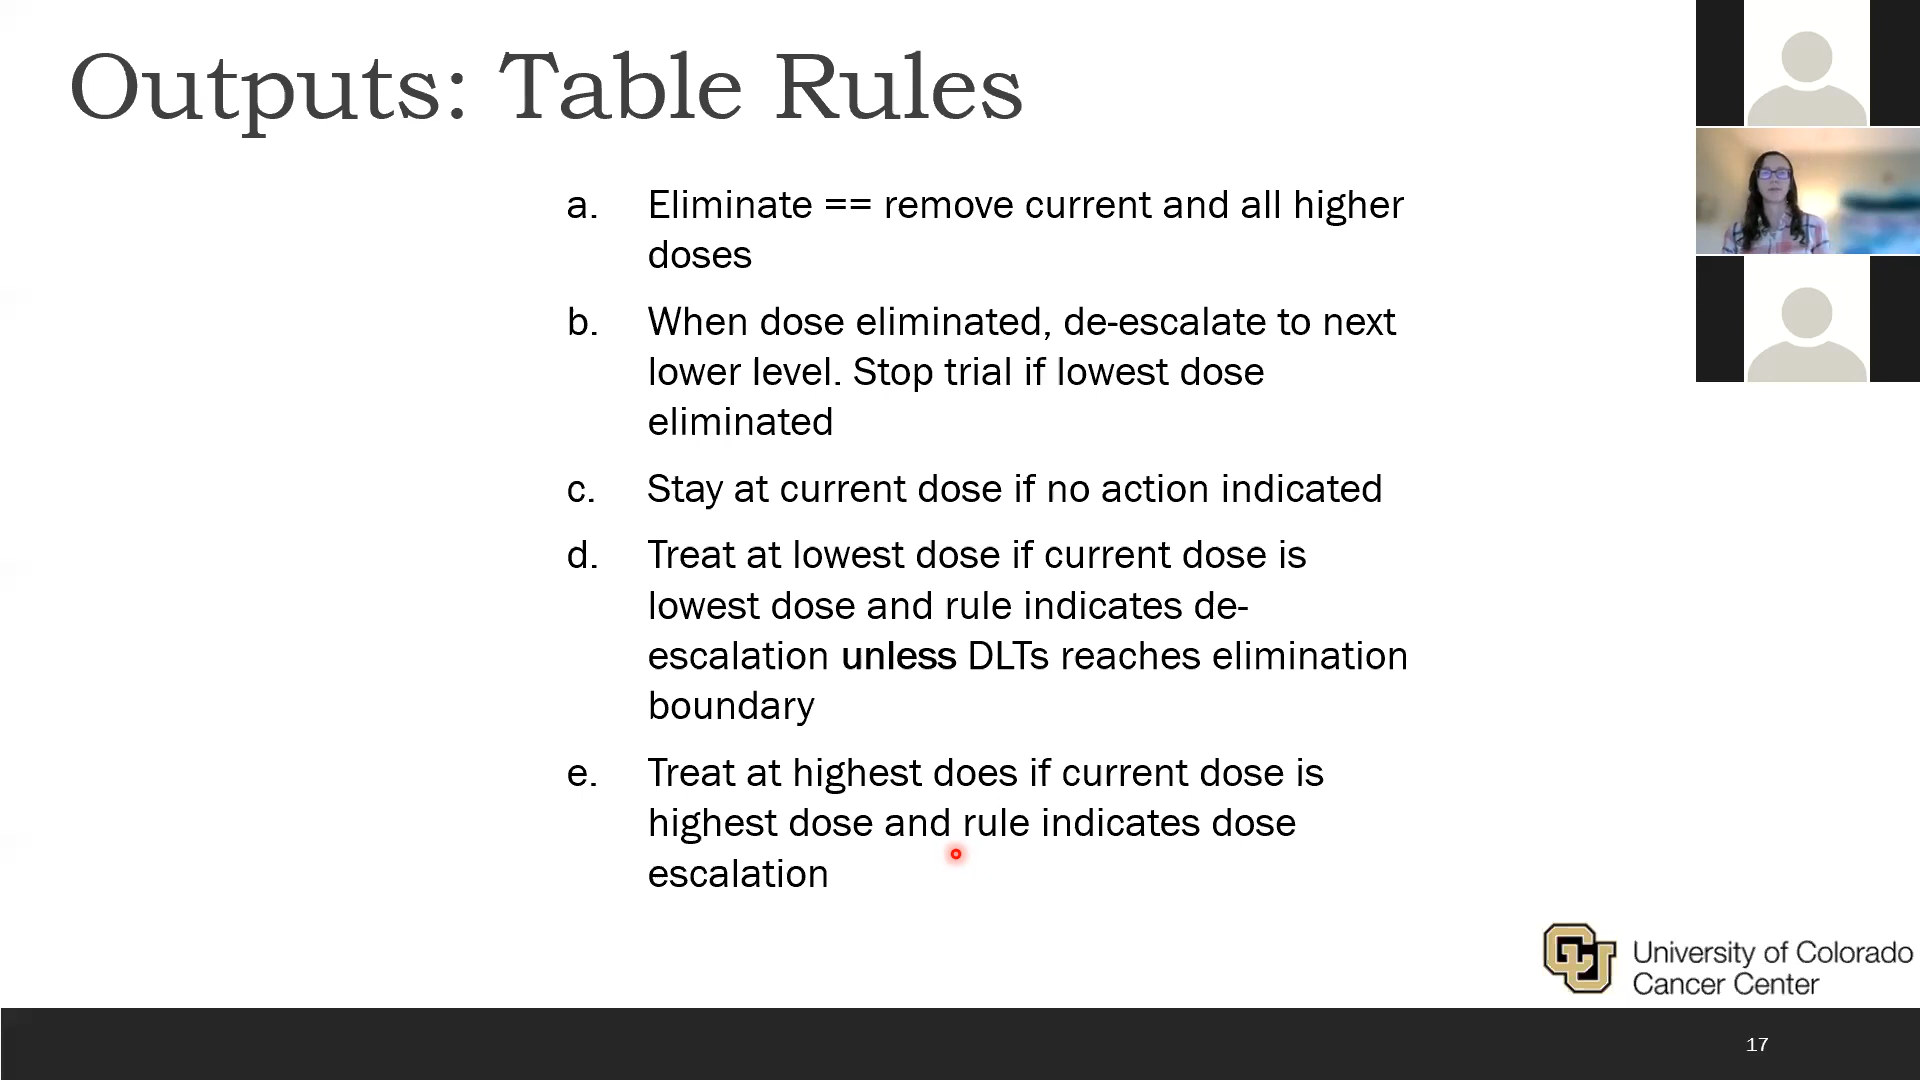 Outputs: Table Rules
a. Eliminate == remove current and all higher
doses
b. When dose eliminated, de-escalate to next
lower level. Stop trial if lowest dose
eliminated
c. Stay at current dose if no action indicated
d. Treat at lowest dose if current dose is
lowest dose and rule indicates de-
escalation unless DLTs reaches elimination
boundary
e. Treat at highest does if current dose is
highest dose and rule indicates dose
escalation
University of Colorado
Cancer Center
17